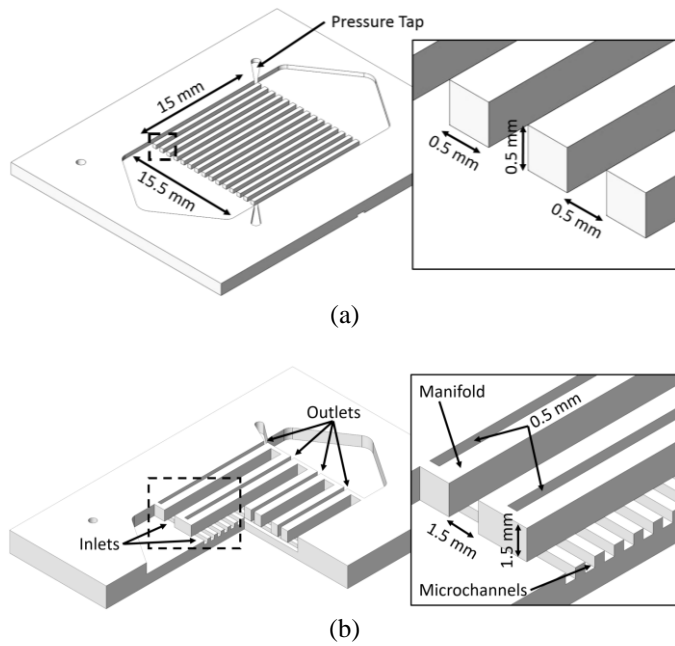 Pressure Tap
15 mm
15.5 mm
0.5 mm
0.5 mm
0.5 mm
(a)
Outlets
Inlets
Manifold
0.5 mm
1.5 mm
1.5 mm
Microchannels
(b)